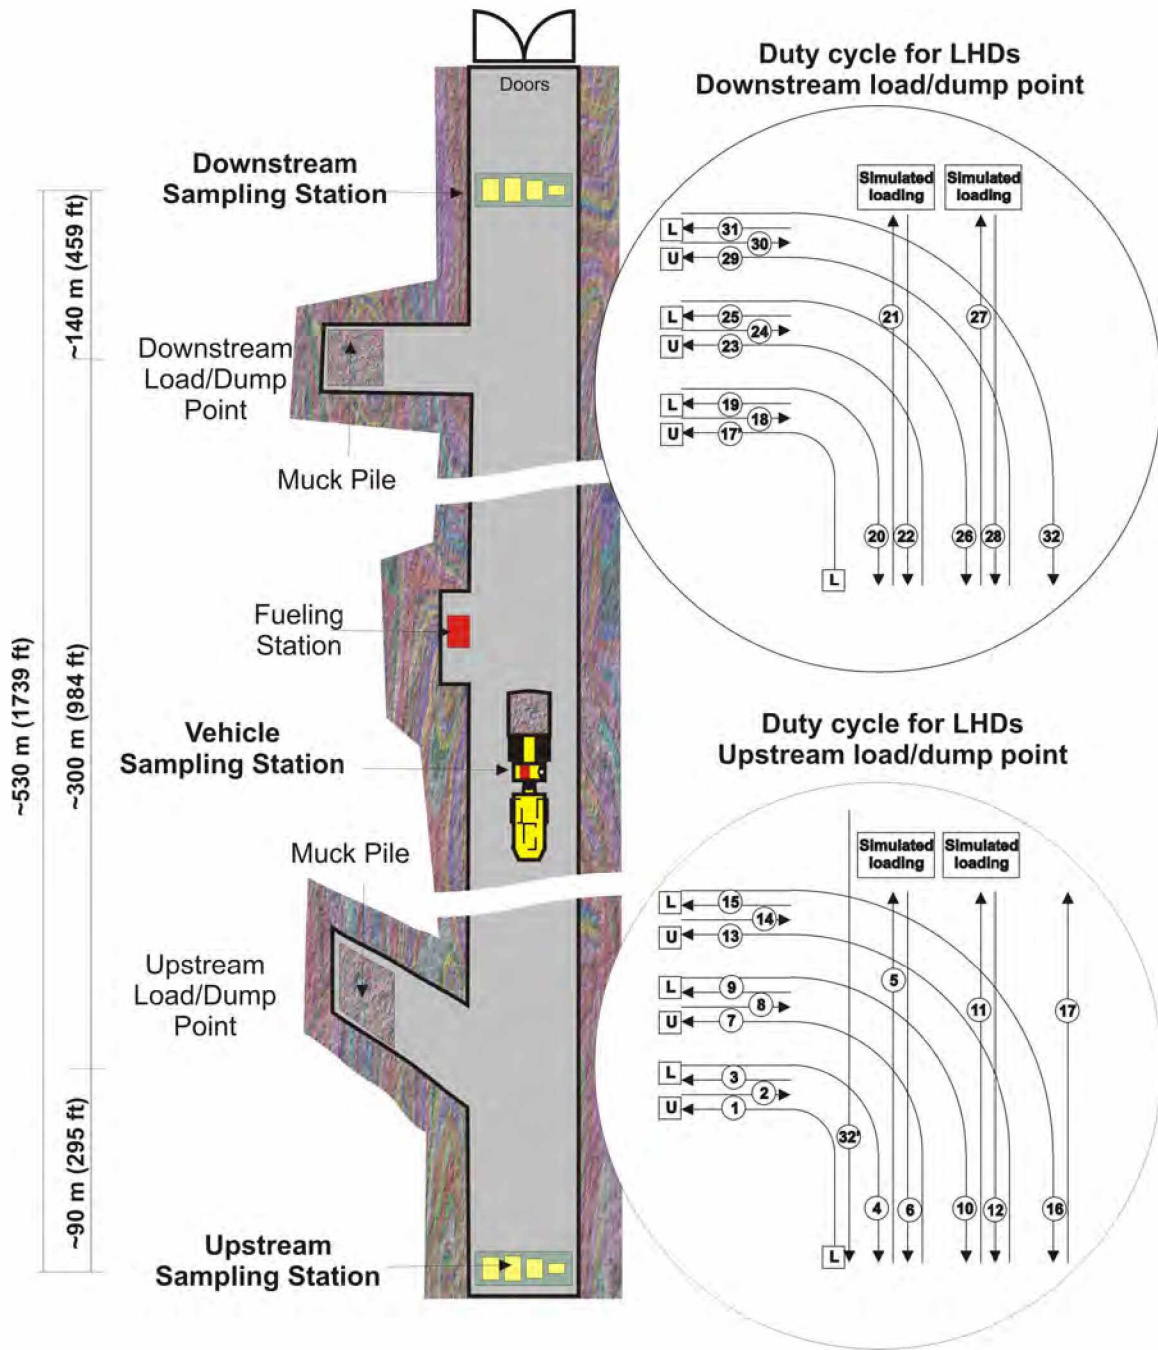 Doors
Downstream
Sampling Station
Downstream
Load/Dump
Point
Muck Pile
Fueling
Station
Vehicle
Sampling Station
Muck Pile
Upstream
Load/Dump
Point
Upstream
Sampling Station
~530 m (1739 ft)
~140 m (459 ft)
~300 m (984 ft)
~90 m (295 ft)
Duty cycle for LHDs
Downstream load/dump point
Simulated
loading
Simulated
loading
L 31
30
U 29
L 25
24
U 23
21
27
L 19
18
U 17'
20 22 26 28 32
L
Duty cycle for LHDs
Upstream load/dump point
Simulated
loading
Simulated
loading
L 15
14
U 13
L 9
8
U 7
5
11
17
L 3
2
U 1
32'
4 6 10 12 16
L